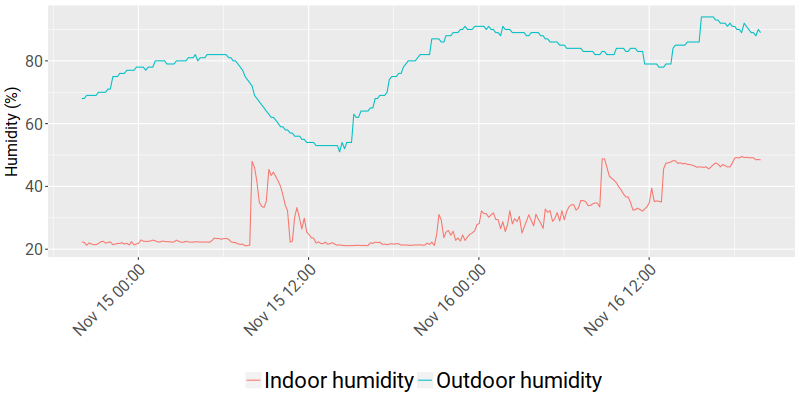 Humidity (%)
80
60
40
20
Nov 15 00:00
Nov 15 12:00
Nov 16 00:00
Nov 16 12:00
Indoor humidity Outdoor humidity